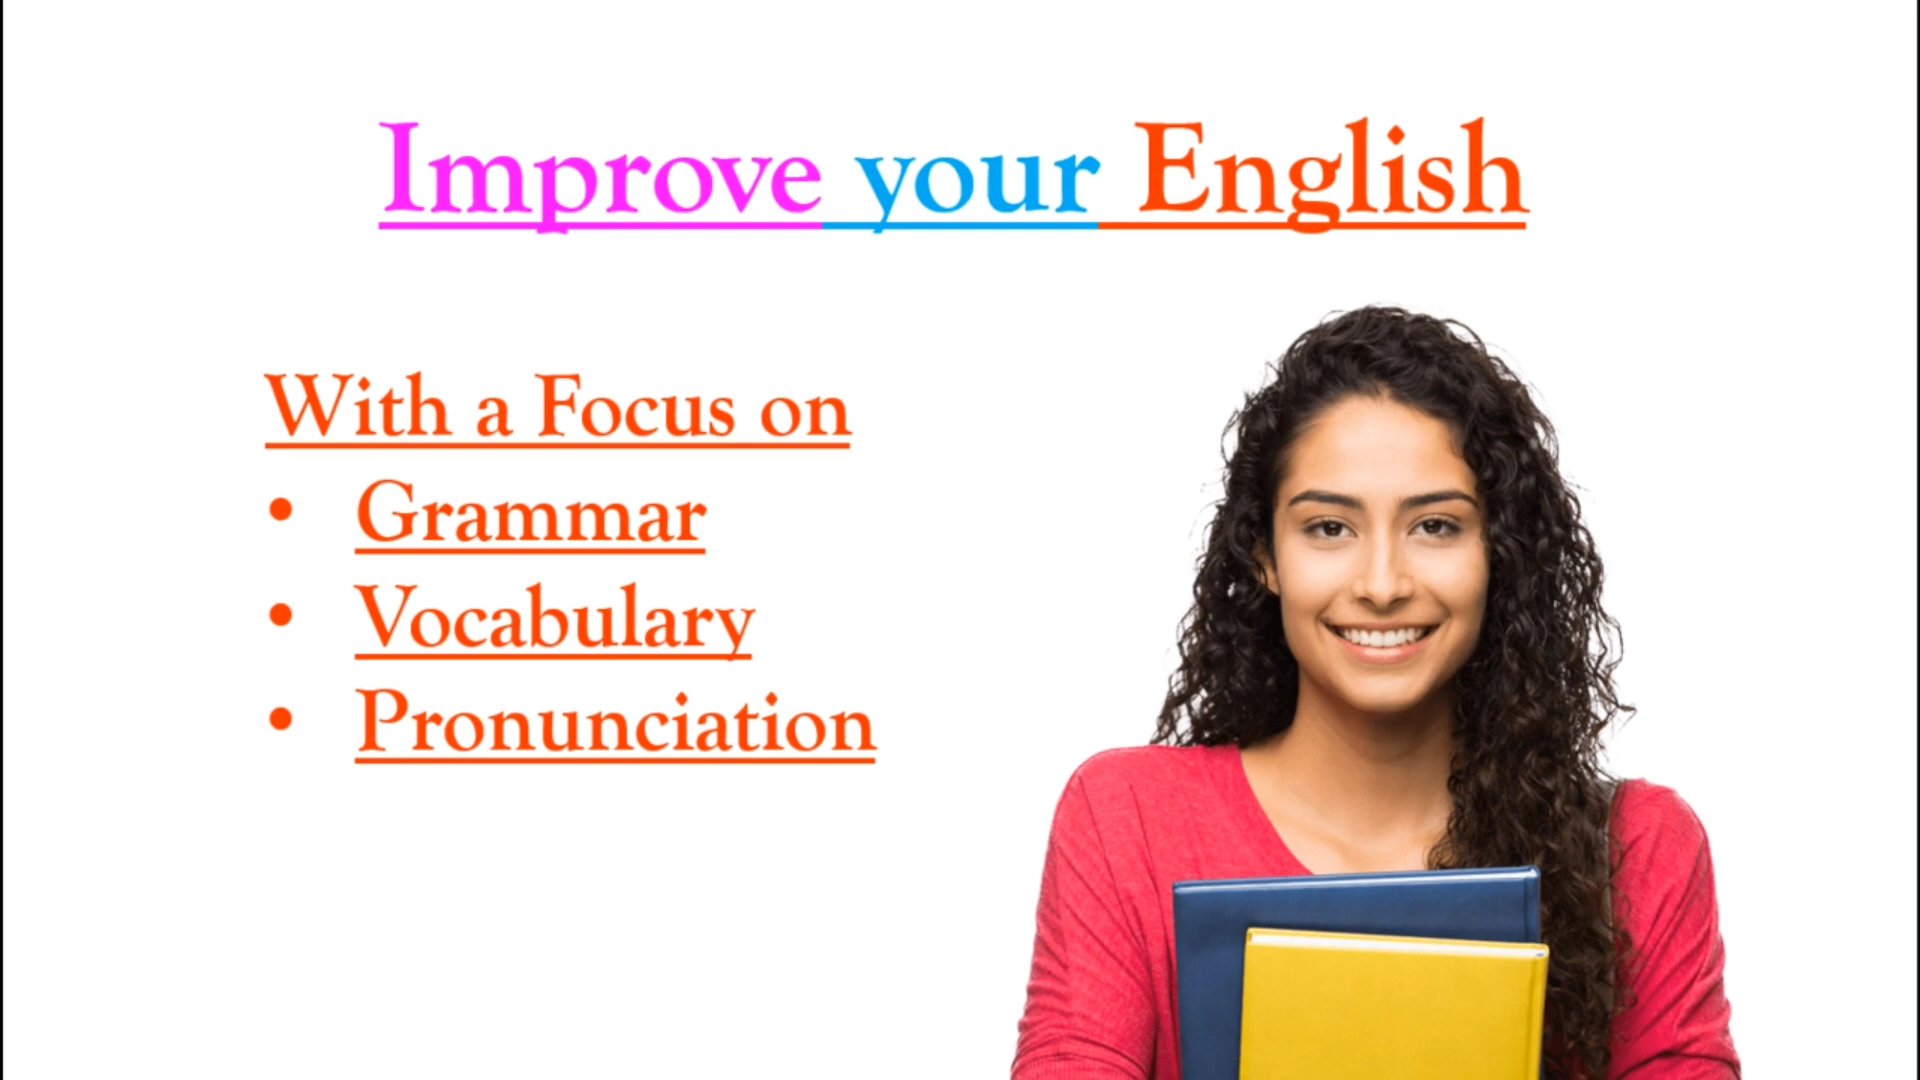 Improve your English
With a Focus on
• Grammar
• Vocabulary
• Pronunciation